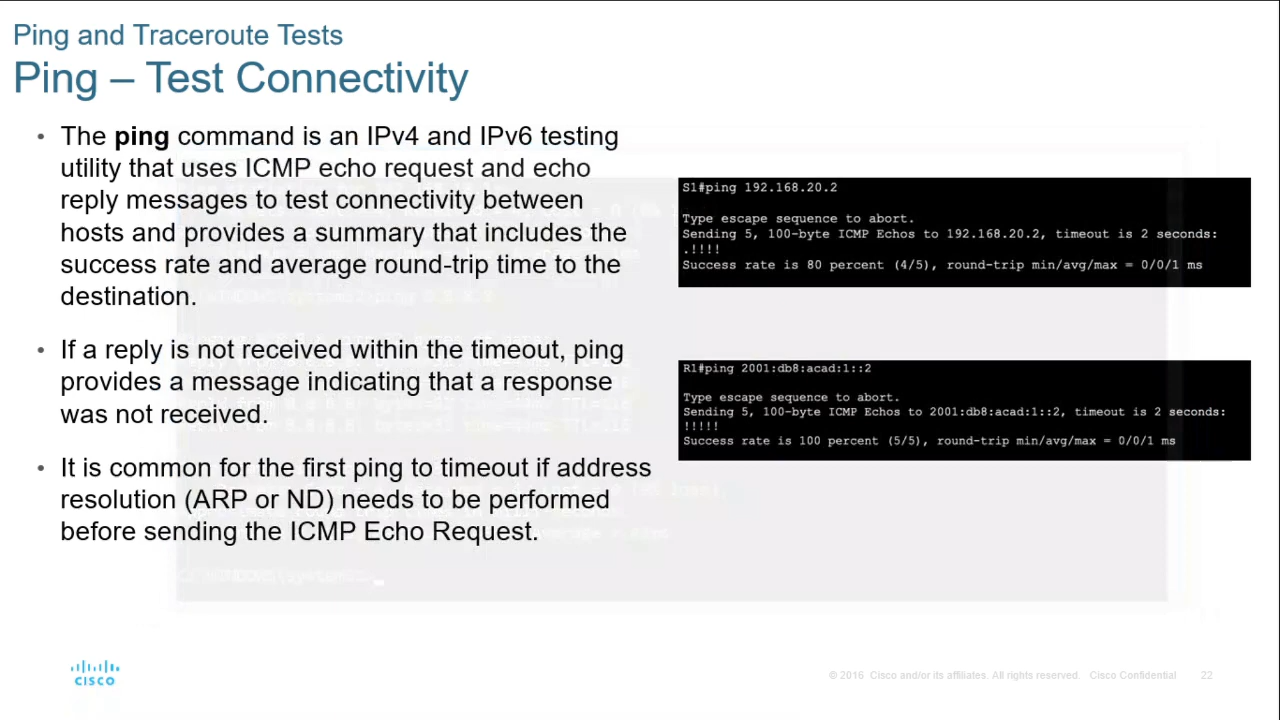 Ping and Traceroute Tests
Ping – Test Connectivity
• The ping command is an IPv4 and IPv6 testing
utility that uses ICMP echo request and echo
reply messages to test connectivity between
hosts and provides a summary that includes the
success rate and average round-trip time to the
destination.
• If a reply is not received within the timeout, ping
provides a message indicating that a response
was not received.
• It is common for the first ping to timeout if address
resolution (ARP or ND) needs to be performed
before sending the ICMP Echo Request.
S1#ping 192.168.20.2
Type escape sequence to abort.
Sending 5, 100-byte ICMP Echos to 192.168.20.2, timeout is 2 seconds:
.!!!!
Success rate is 80 percent (4/5), round-trip min/avg/max = 0/0/1 ms
R1#ping 2001:db8:acad:1::2
Type escape sequence to abort.
Sending 5, 100-byte ICMP Echos to 2001:db8:acad:1::2, timeout is 2 seconds:
!!!!!
Success rate is 100 percent (5/5), round-trip min/avg/max = 0/0/1 ms
CISCO
© 2016 Cisco and/or its affiliates. All rights reserved. Cisco Confidential 22